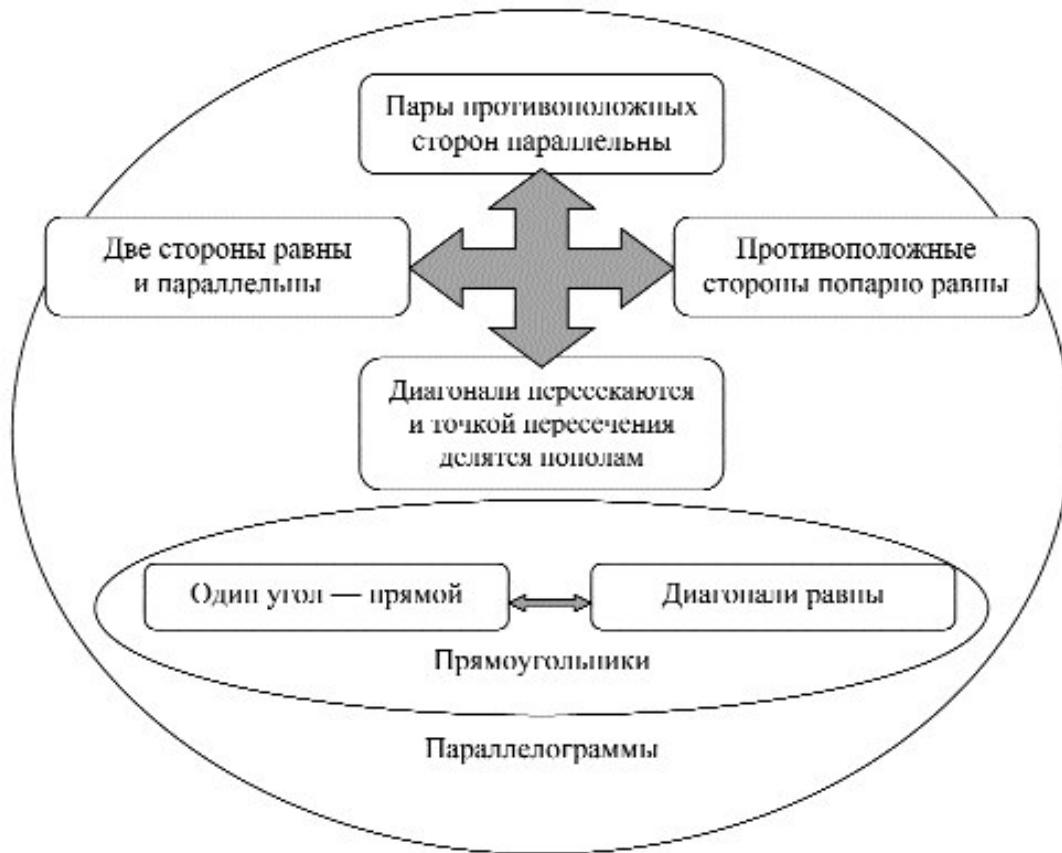 Пары противоположных
сторон параллельны
Две стороны равны
и параллельны
Противоположные
стороны попарно равны
Диагонали пересекаются
и точкой пересечения
делятся пополам
Один угол — прямой
Диагонали равны
Прямоугольники
Параллелограммы